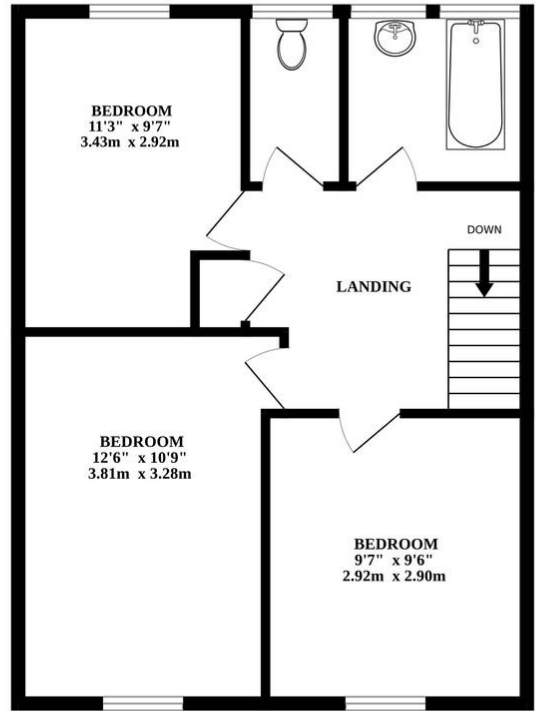 BEDROOM
11'3" x 9'7"
3.43m x 2.92m
DOWN
LANDING
BEDROOM
12'6" x 10'9"
3.81m x 3.28m
BEDROOM
9'7" x 9'6"
2.92m x 2.90m